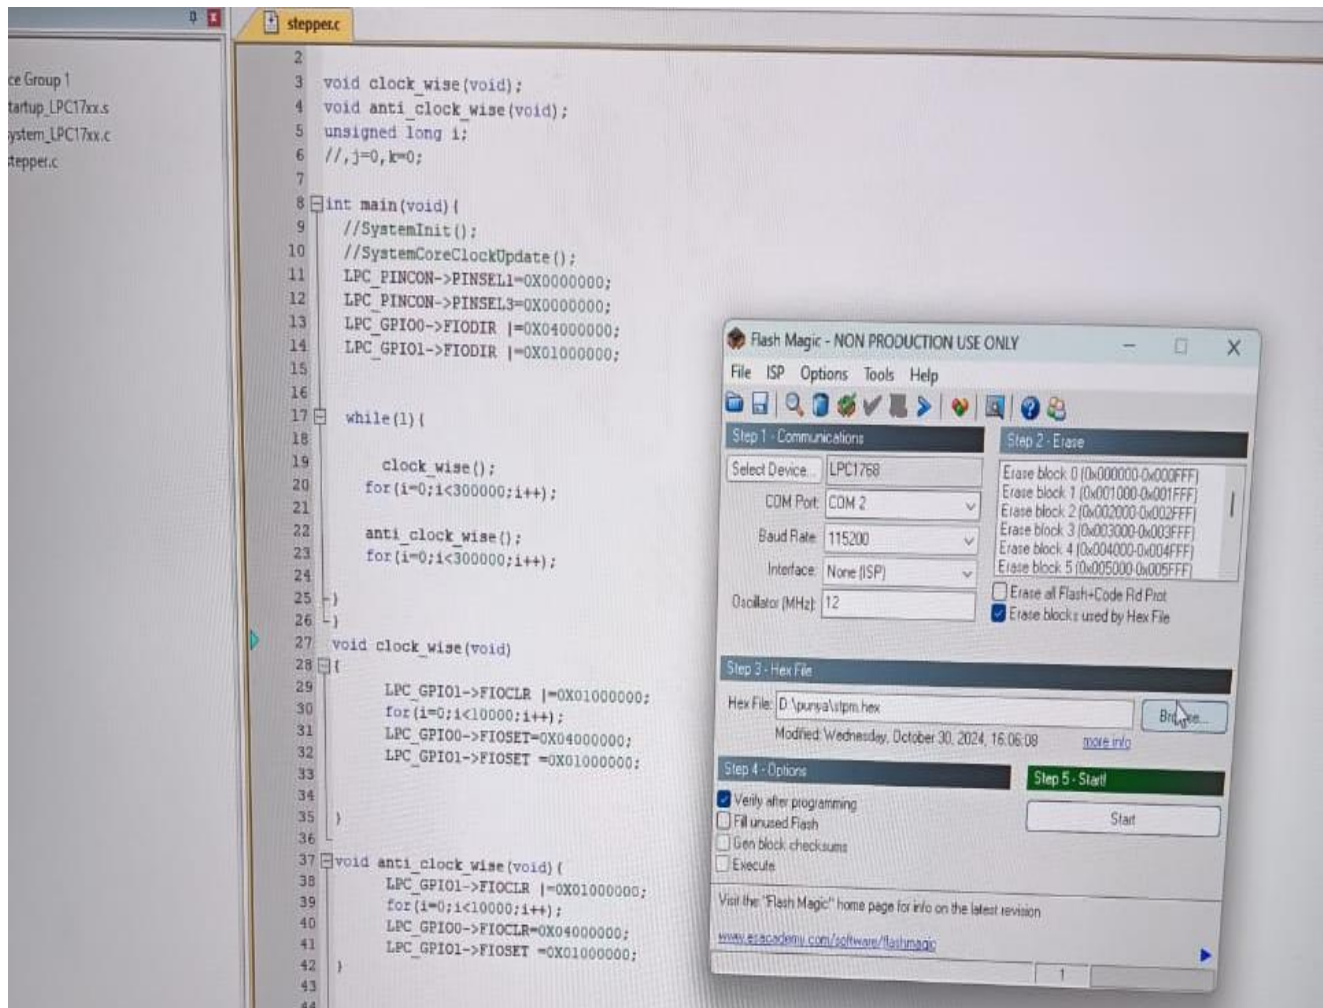 stepper.c
ce Group 1
tartup_LPC17xx.s
ystem_LPC17xx.c
tepper.c
2
3 void clock_wise(void);
4 void anti_clock_wise(void);
5 unsigned long i;
6 //,j=0,k=0;
7
8 int main(void){
9 //SystemInit();
10 //SystemCoreClockUpdate();
11 LPC_PINCON->PINSEL1=0X0000000;
12 LPC_PINCON->PINSEL3=0X0000000;
13 LPC_GPIO0->FIODIR |=0X04000000;
14 LPC_GPIO1->FIODIR |=0X01000000;
15
16
17 while(1){
18
19 clock_wise();
20 for(i=0;i<300000;i++);
21
22 anti_clock_wise();
23 for(i=0;i<300000;i++);
24
25 }
26 }
27 void clock_wise(void)
28 {
29 LPC_GPIO1->FIOCLR |=0X01000000;
30 for(i=0;i<10000;i++);
31 LPC_GPIO0->FIOSET=0X04000000;
32 LPC_GPIO1->FIOSET =0X01000000;
33
34
35 }
36
37 void anti_clock_wise(void){
38 LPC_GPIO1->FIOCLR |=0X01000000;
39 for(i=0;i<10000;i++);
40 LPC_GPIO0->FIOCLR=0X04000000;
41 LPC_GPIO1->FIOSET =0X01000000;
42 }
43
44
Flash Magic - NON PRODUCTION USE ONLY
File ISP Options Tools Help
Step 1 - Communications
Select Device... LPC1768
COM Port: COM 2
Baud Rate: 115200
Interface: None (ISP)
Oscillator (MHz): 12
Step 2 - Erase
Erase block 0 (0x000000-0x000FFF)
Erase block 1 (0x001000-0x001FFF)
Erase block 2 (0x002000-0x002FFF)
Erase block 3 (0x003000-0x003FFF)
Erase block 4 (0x004000-0x004FFF)
Erase block 5 (0x005000-0x005FFF)
Erase all Flash+Code Rd Prot
Erase blocks used by Hex File
Step 3 - Hex File
Hex File: D:\punya\stpm.hex
Browse...
Modified: Wednesday, October 30, 2024, 16:06:08 more info
Step 4 - Options
Verify after programming
Fill unused Flash
Gen block checksums
Execute
Step 5 - Start!
Start
Visit the "Flash Magic" home page for info on the latest revision
www.esacademy.com/software/flashmagic
1